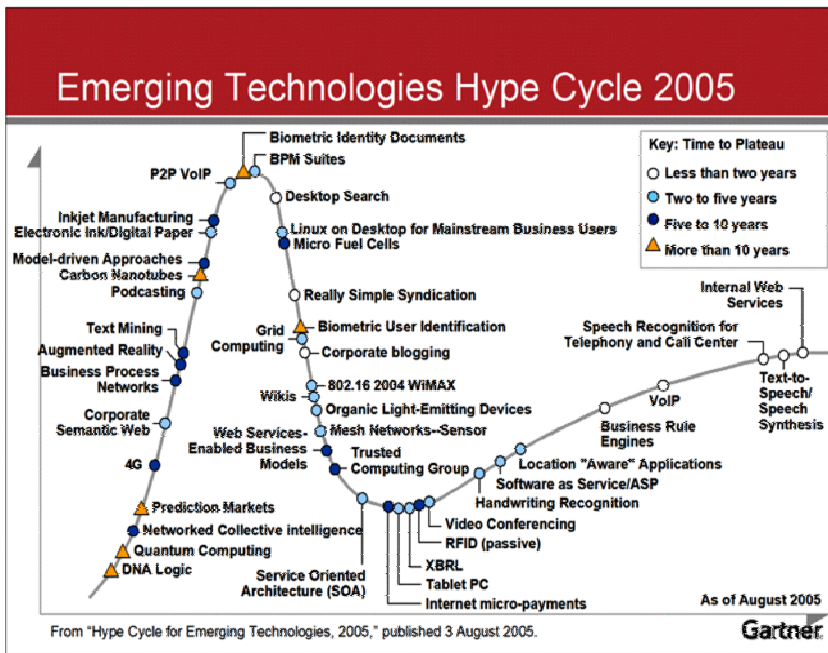 Emerging Technologies Hype Cycle 2005
Key: Time to Plateau
Less than two years
Two to five years
Five to 10 years
More than 10 years
Biometric Identity Documents
BPM Suites
P2P VoIP
Desktop Search
Inkjet Manufacturing
Electronic Ink/Digital Paper
Linux on Desktop for Mainstream Business Users
Micro Fuel Cells
Model-driven Approaches
Carbon Nanotubes
Podcasting
Really Simple Syndication
Text Mining
Augmented Reality
Business Process
Networks
Biometric User Identification
Grid
Computing
Corporate blogging
802.16 2004 WiMAX
Wikis
Organic Light-Emitting Devices
Corporate
Semantic Web
Mesh Networks--Sensor
Web Services-
Enabled Business
Models
Trusted
Computing Group
4G
Prediction Markets
Networked Collective intelligence
Quantum Computing
DNA Logic
Service Oriented
Architecture (SOA)
Internet micro-payments
Tablet PC
XBRL
RFID (passive)
Video Conferencing
Handwriting Recognition
Software as Service/ASP
Location "Aware" Applications
Business Rule
Engines
VoIP
Speech Recognition for
Telephony and Call Center
Text-to-
Speech/
Speech
Synthesis
Internal Web
Services
As of August 2005
From "Hype Cycle for Emerging Technologies, 2005," published 3 August 2005.
Gartner